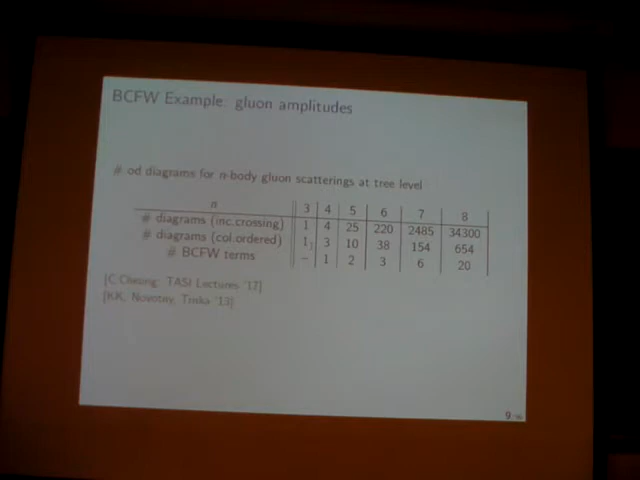 BCFW Example: gluon amplitudes
# od diagrams for n-body gluon scatterings at tree level
n 3 4 5 6 7 8
# diagrams (inc.crossing) 1 4 25 220 2485 34300
# diagrams (col.ordered) 1 3 10 38 154 654
# BCFW terms – 1 2 3 6 20
[C.Cheung: TASI Lectures '17]
[KK, Novotny, Trnka '13]
9